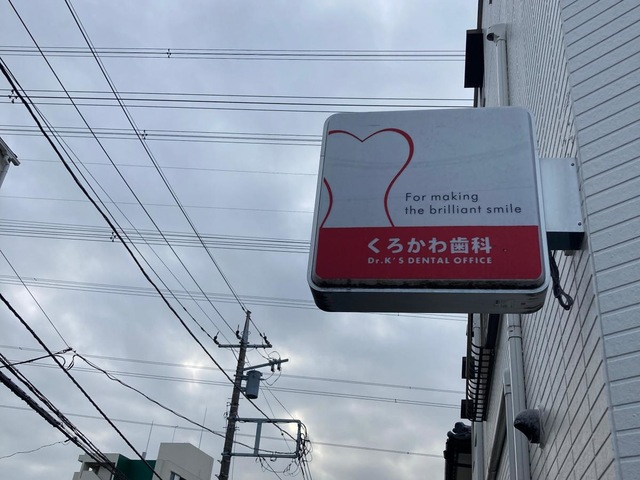 For making
the brilliant smile
くろかわ歯科
Dr.K'S DENTAL OFFICE